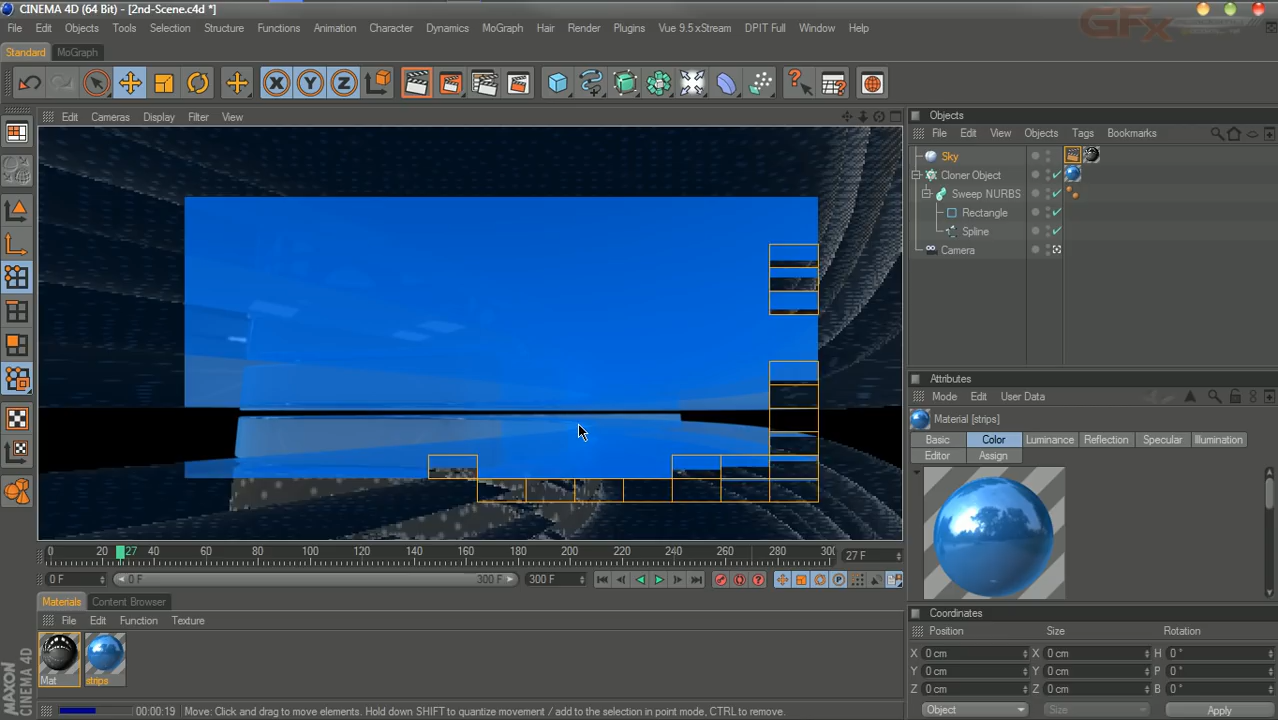 CINEMA 4D (64 Bit) - [2nd-Scene.c4d *]
File Edit Objects Tools Selection Structure Functions Animation Character Dynamics MoGraph Hair Render Plugins Vue 9.5 xStream DPIT Full Window Help
GFx
Standard MoGraph
X Y Z
Edit Cameras Display Filter View
Objects
File Edit View Objects Tags Bookmarks
Sky
Cloner Object
Sweep NURBS
Rectangle
Spline
Camera
Attributes
Mode Edit User Data
Material [strips]
Basic Color Luminance Reflection Specular Illumination
Editor Assign
0 20 27 40 60 80 100 120 140 160 180 200 220 240 260 280 300 27 F
0 F 0 F 300 F 300 F
Materials Content Browser
File Edit Function Texture
Mat strips
Coordinates
Position Size Rotation
X 0 cm X 0 cm H 0 °
Y 0 cm Y 0 cm P 0 °
Z 0 cm Z 0 cm B 0 °
Object Size Apply
MAXON CINEMA 4D
00:00:19 Move: Click and drag to move elements. Hold down SHIFT to quantize movement / add to the selection in point mode, CTRL to remove.